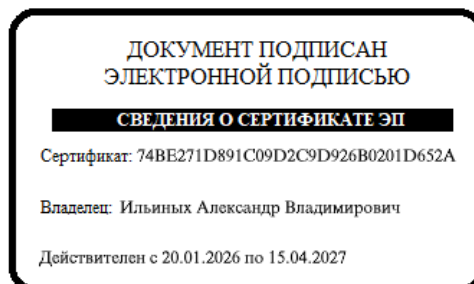 ДОКУМЕНТ ПОДПИСАН
ЭЛЕКТРОННОЙ ПОДПИСЬЮ
СВЕДЕНИЯ О СЕРТИФИКАТЕ ЭП
Сертификат: 74BE271D891C09D2C9D926B0201D652A
Владелец: Ильиных Александр Владимирович
Действителен с 20.01.2026 по 15.04.2027